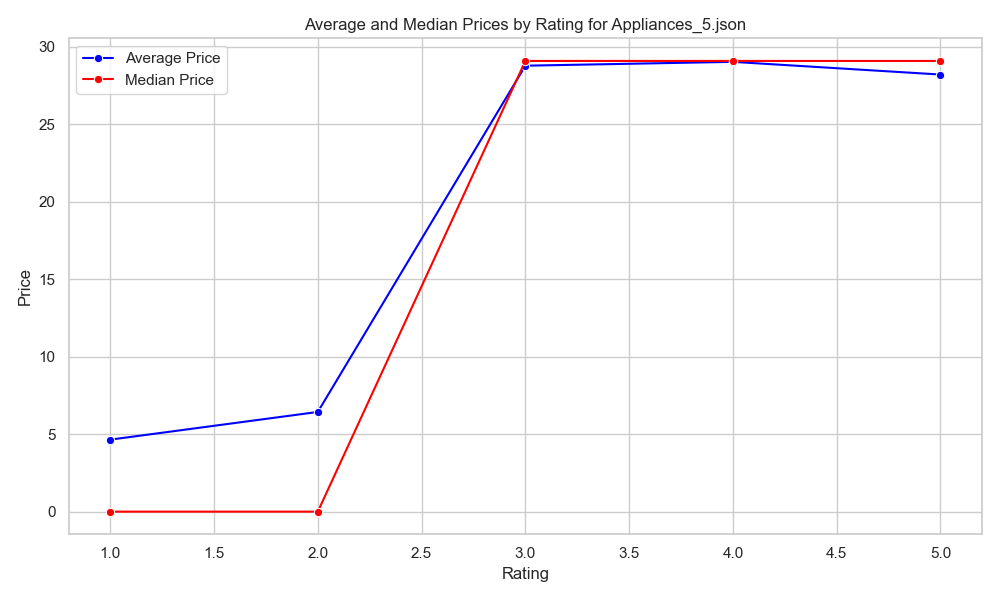 Average and Median Prices by Rating for Appliances_5.json
Average Price
Median Price
30
25
20
15
10
5
0
Price
1.0 1.5 2.0 2.5 3.0 3.5 4.0 4.5 5.0
Rating